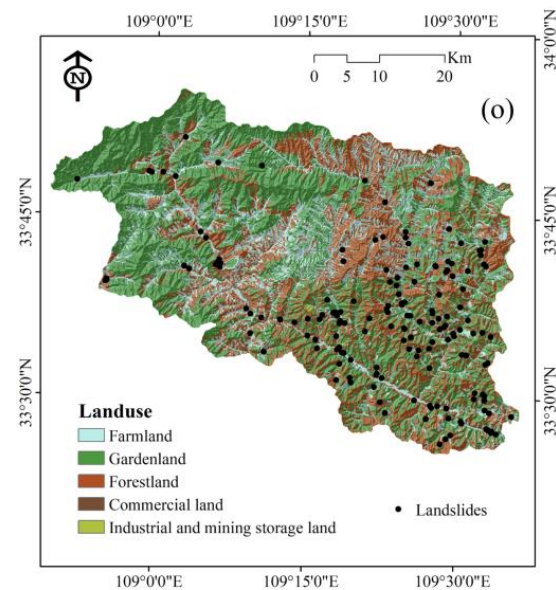 109°0'0"E 109°15'0"E 109°30'0"E
34°0'0"N
Km
0 5 10 20
N
(o)
33°45'0"N
33°45'0"N
33°30'0"N
33°30'0"N
Landuse
Farmland
Gardenland
Forestland
Commercial land
Industrial and mining storage land
Landslides
109°0'0"E 109°15'0"E 109°30'0"E